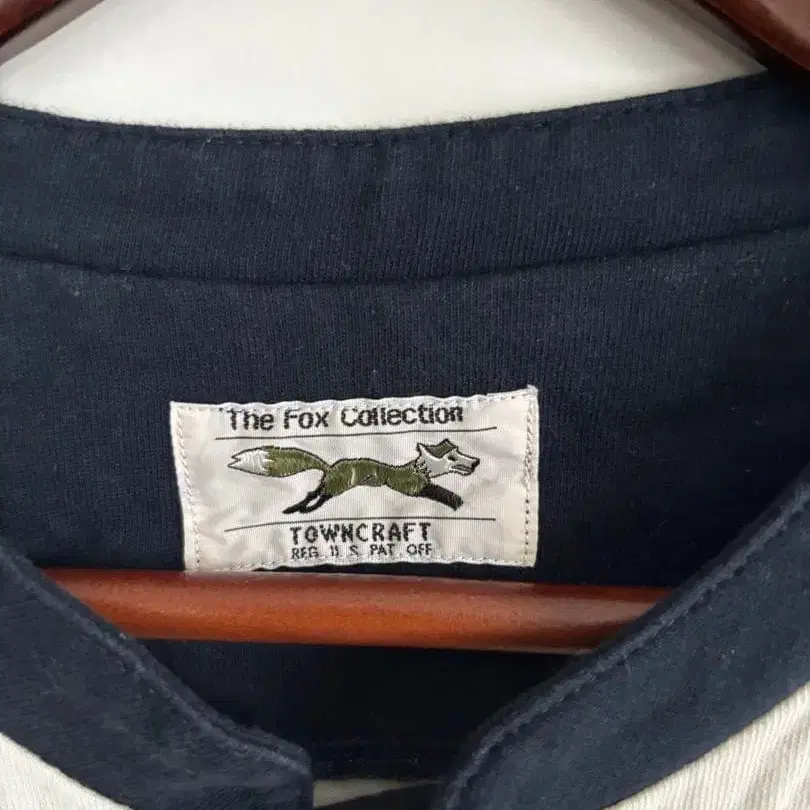 The Fox Collection
TOWNCRAFT
REG. U.S. PAT. OFF